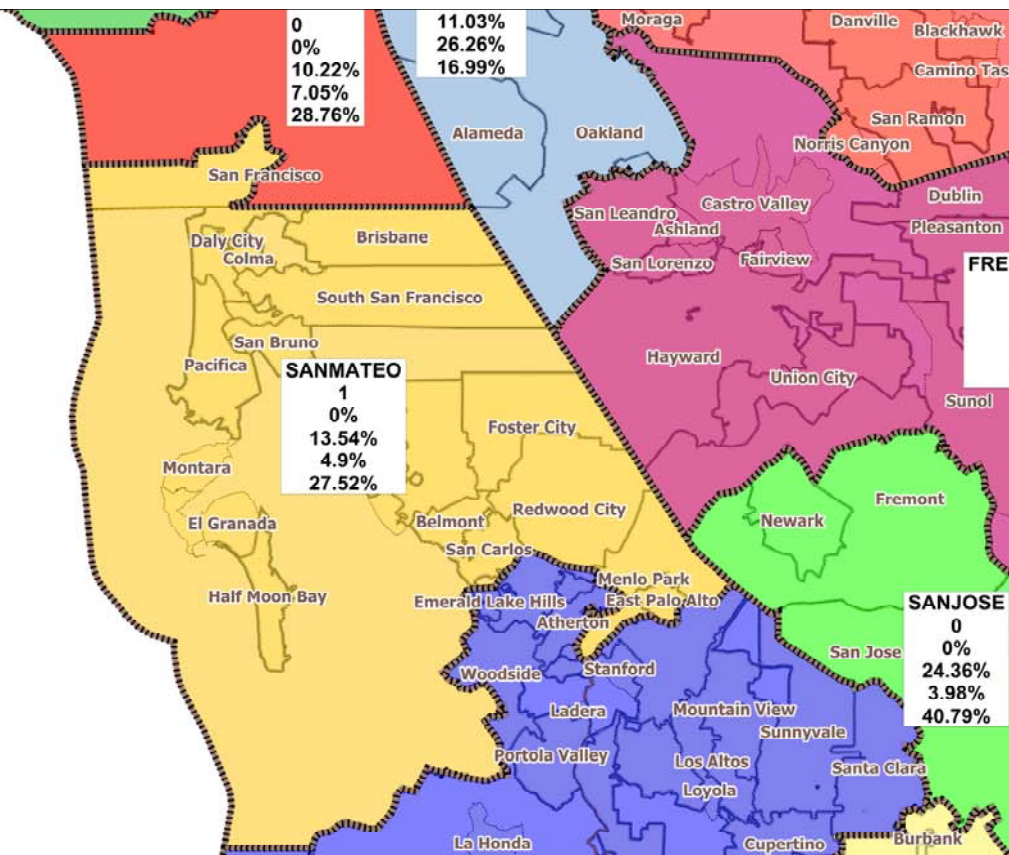 0
0%
10.22%
7.05%
28.76%
11.03%
26.26%
16.99%
Moraga
Danville
Blackhawk
Camino Tas
San Ramon
Norris Canyon
Alameda
Oakland
San Francisco
Castro Valley
Dublin
San Leandro
Ashland
Pleasanton
Daly City
Colma
Brisbane
San Lorenzo
Fairview
FRE
South San Francisco
San Bruno
Hayward
Pacifica
Union City
Sunol
SANMATEO
1
0%
13.54%
4.9%
27.52%
Foster City
Montara
Fremont
Redwood City
El Granada
Belmont
Newark
San Carlos
Menlo Park
Half Moon Bay
Emerald Lake Hills
East Palo Alto
Atherton
SANJOSE
0
0%
24.36%
3.98%
40.79%
San Jose
Woodside
Stanford
Ladera
Mountain View
Sunnyvale
Portola Valley
Los Altos
Santa Clara
Loyola
La Honda
Cupertino
Burbank